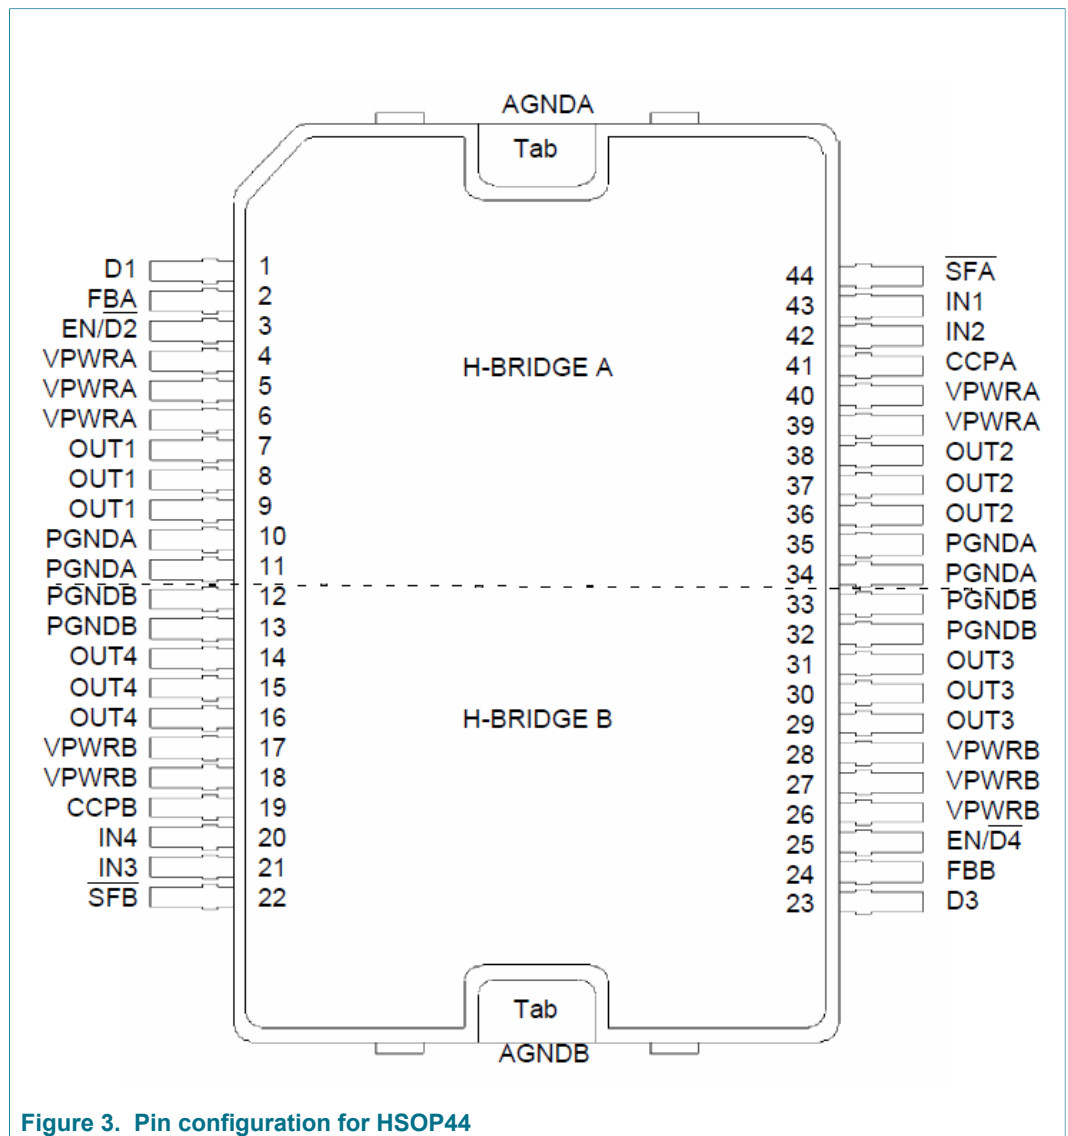 AGNDA
Tab
D1 1
FBA 2
EN/D2 3
VPWRA 4
VPWRA 5
VPWRA 6
OUT1 7
OUT1 8
OUT1 9
PGNDA 10
PGNDA 11
PGNDB 12
PGNDB 13
OUT4 14
OUT4 15
OUT4 16
VPWRB 17
VPWRB 18
CCPB 19
IN4 20
IN3 21
SFB 22
H-BRIDGE A
H-BRIDGE B
44 SFA
43 IN1
42 IN2
41 CCPA
40 VPWRA
39 VPWRA
38 OUT2
37 OUT2
36 OUT2
35 PGNDA
34 PGNDA
33 PGNDB
32 PGNDB
31 OUT3
30 OUT3
29 OUT3
28 VPWRB
27 VPWRB
26 VPWRB
25 EN/D4
24 FBB
23 D3
Tab
AGNDB
Figure 3. Pin configuration for HSOP44